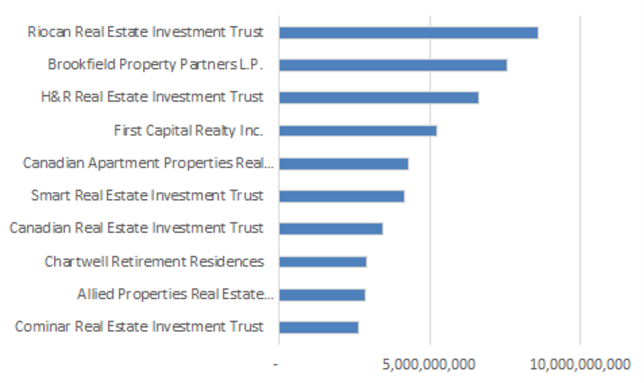 Riocan Real Estate Investment Trust
Brookfield Property Partners L.P.
H&R Real Estate Investment Trust
First Capital Realty Inc.
Canadian Apartment Properties Real...
Smart Real Estate Investment Trust
Canadian Real Estate Investment Trust
Chartwell Retirement Residences
Allied Properties Real Estate...
Cominar Real Estate Investment Trust
- 5,000,000,000 10,000,000,000